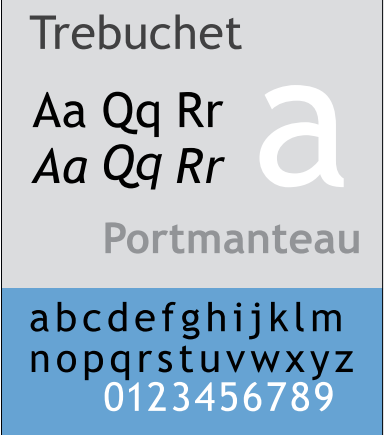 Trebuchet
Aa Qq Rr
a
Aa Qq Rr
Portmanteau
abcdefghijklm
nopqrstuvwxyz
0123456789